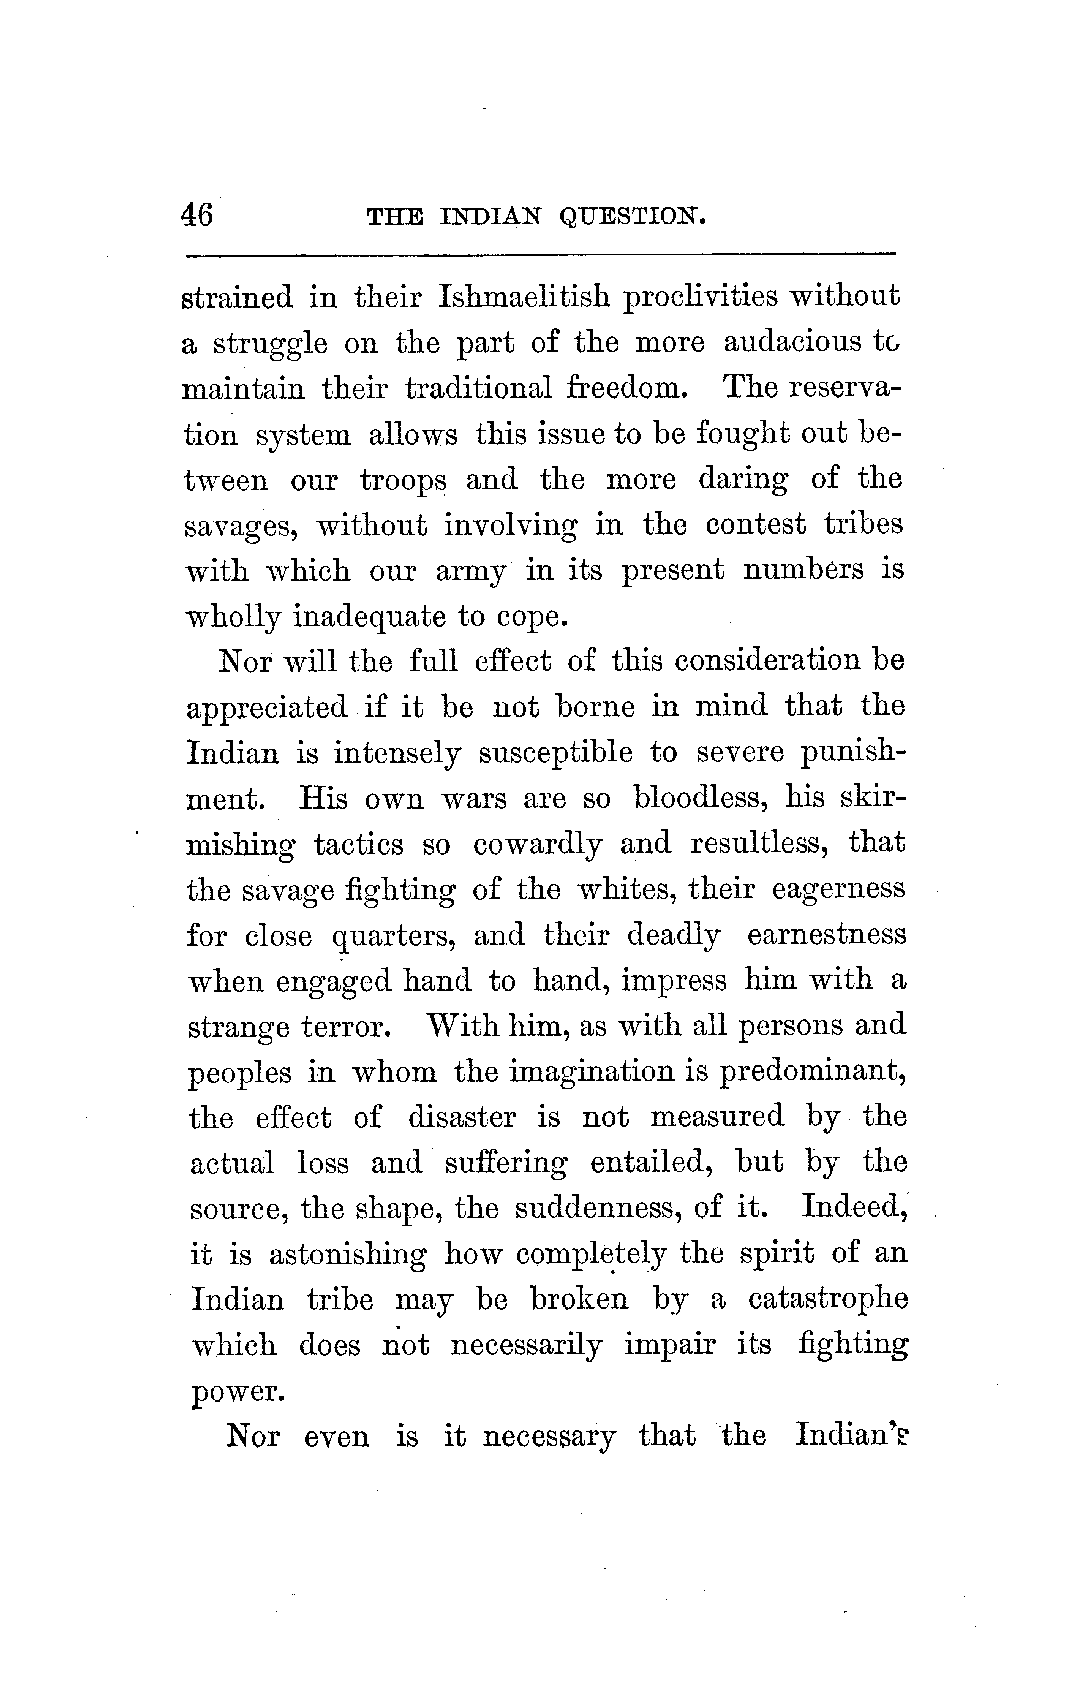 46 THE INDIAN QUESTION.
strained in their Ishmaelitish proclivities without
a struggle on the part of the more audacious to
maintain their traditional freedom. The reserva-
tion system allows this issue to be fought out be-
tween our troops and the more daring of the
savages, without involving in the contest tribes
with which our army in its present numbers is
wholly inadequate to cope.
Nor will the full effect of this consideration be
appreciated if it be not borne in mind that the
Indian is intensely susceptible to severe punish-
ment. His own wars are so bloodless, his skir-
mishing tactics so cowardly and resultless, that
the savage fighting of the whites, their eagerness
for close quarters, and their deadly earnestness
when engaged hand to hand, impress him with a
strange terror. With him, as with all persons and
peoples in whom the imagination is predominant,
the effect of disaster is not measured by the
actual loss and suffering entailed, but by the
source, the shape, the suddenness, of it. Indeed,
it is astonishing how completely the spirit of an
Indian tribe may be broken by a catastrophe
which does not necessarily impair its fighting
power.
Nor even is it necessary that the Indian's